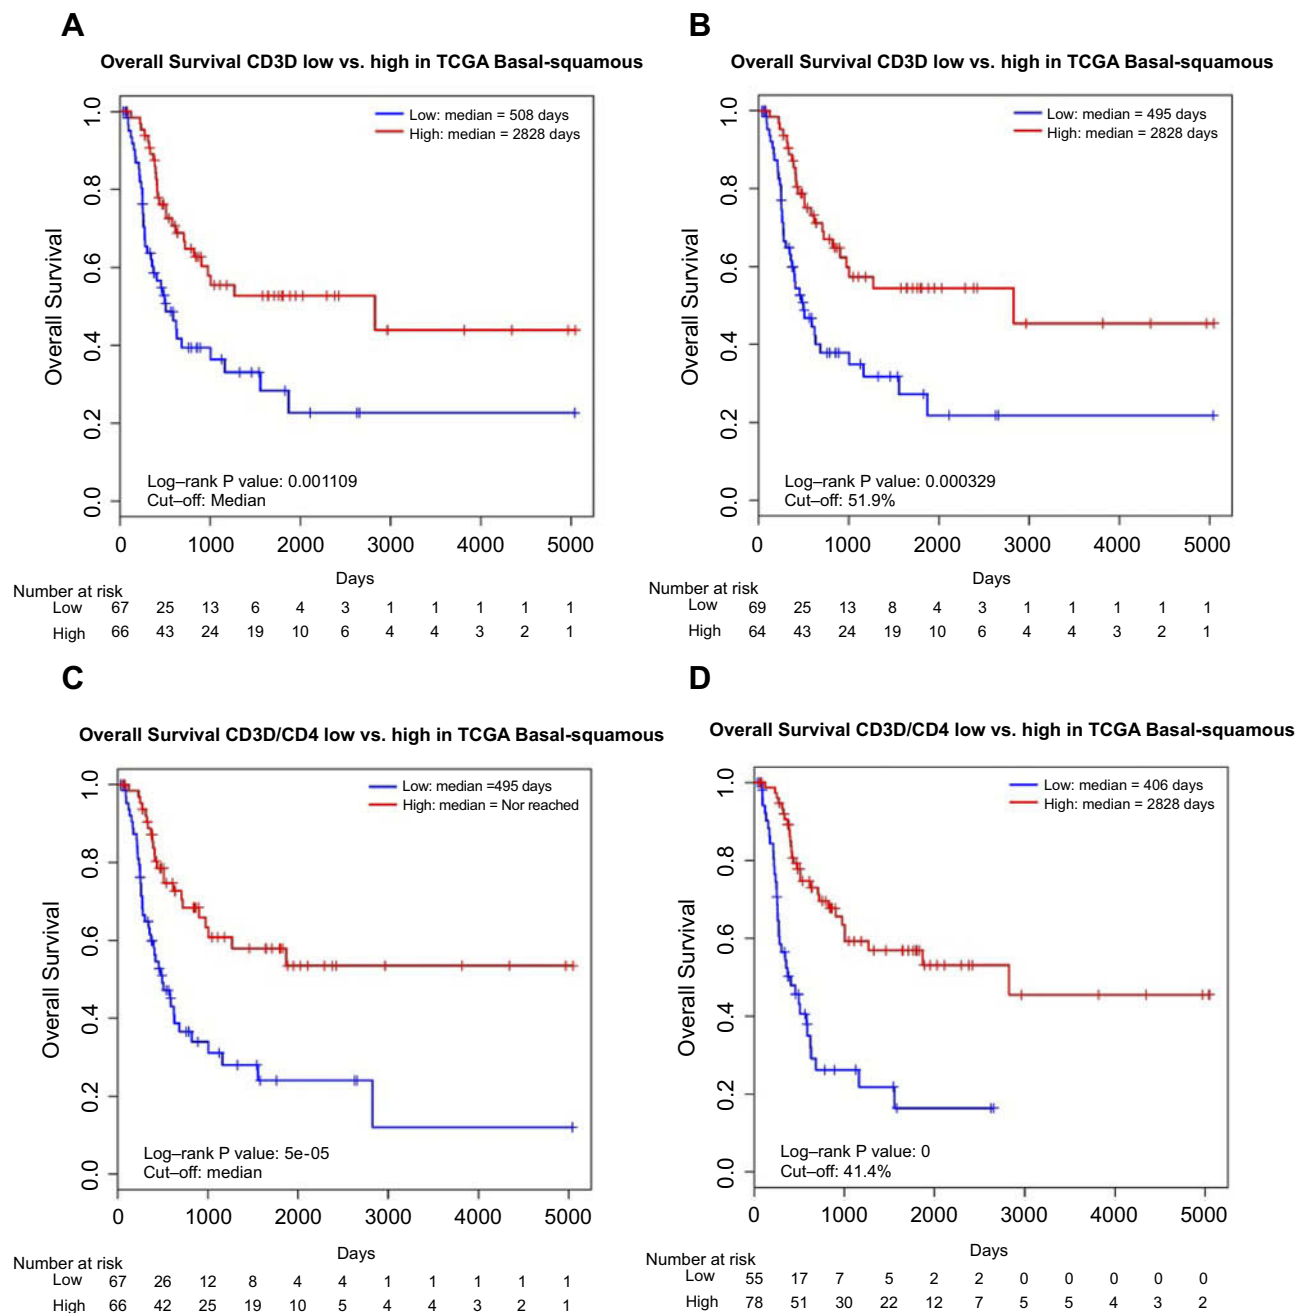 A
Overall Survival CD3D low vs. high in TCGA Basal-squamous
Low: median = 508 days
High: median = 2828 days
Overall Survival
1.0
0.8
0.6
0.4
0.2
0.0
Log–rank P value: 0.001109
Cut–off: Median
0 1000 2000 3000 4000 5000
Days
Number at risk
Low 67 25 13 6 4 3 1 1 1 1 1
High 66 43 24 19 10 6 4 4 3 2 1
B
Overall Survival CD3D low vs. high in TCGA Basal-squamous
Low: median = 495 days
High: median = 2828 days
Overall Survival
1.0
0.8
0.6
0.4
0.2
0.0
Log–rank P value: 0.000329
Cut–off: 51.9%
0 1000 2000 3000 4000 5000
Days
Number at risk
Low 69 25 13 8 4 3 1 1 1 1 1
High 64 43 24 19 10 6 4 4 3 2 1
C
Overall Survival CD3D/CD4 low vs. high in TCGA Basal-squamous
Low: median =495 days
High: median = Nor reached
Overall Survival
1.0
0.8
0.6
0.4
0.2
0.0
Log–rank P value: 5e-05
Cut–off: median
0 1000 2000 3000 4000 5000
Days
Number at risk
Low 67 26 12 8 4 4 1 1 1 1 1
High 66 42 25 19 10 5 4 4 3 2 1
D
Overall Survival CD3D/CD4 low vs. high in TCGA Basal-squamous
Low: median = 406 days
High: median = 2828 days
Overall Survival
1.0
0.8
0.6
0.4
0.2
0.0
Log–rank P value: 0
Cut–off: 41.4%
0 1000 2000 3000 4000 5000
Days
Number at risk
Low 55 17 7 5 2 2 0 0 0 0 0
High 78 51 30 22 12 7 5 5 4 3 2